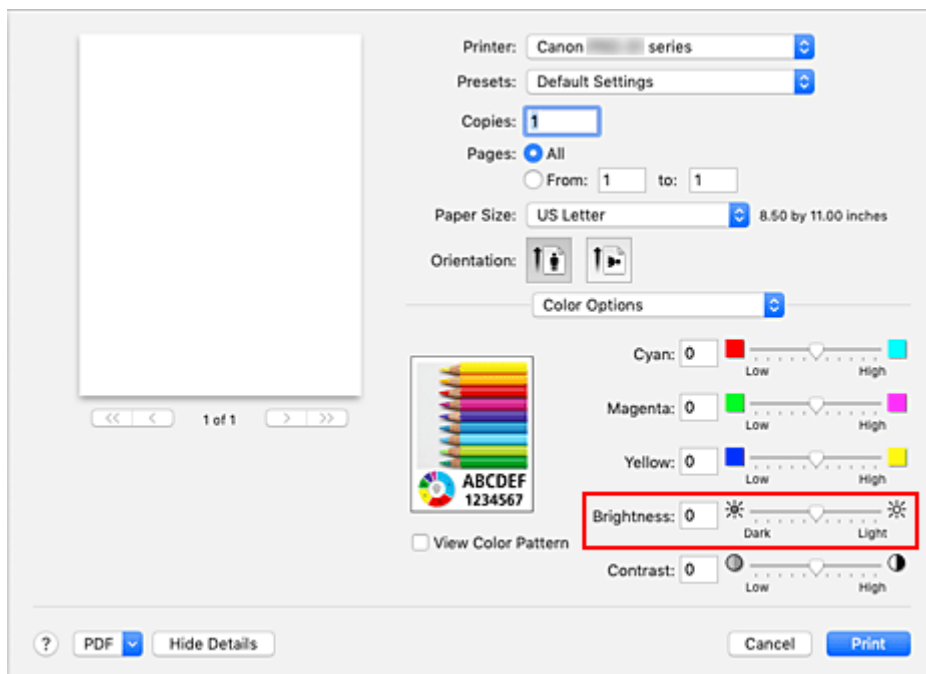 Printer: Canon series
Presets: Default Settings
Copies: 1
Pages: All
From: 1 to: 1
Paper Size: US Letter 8.50 by 11.00 inches
Orientation:
Color Options
Cyan: 0
Low High
Magenta: 0
Low High
Yellow: 0
Low High
Brightness: 0
Dark Light
Contrast: 0
Low High
1 of 1
ABCDEF
1234567
View Color Pattern
? PDF Hide Details Cancel Print